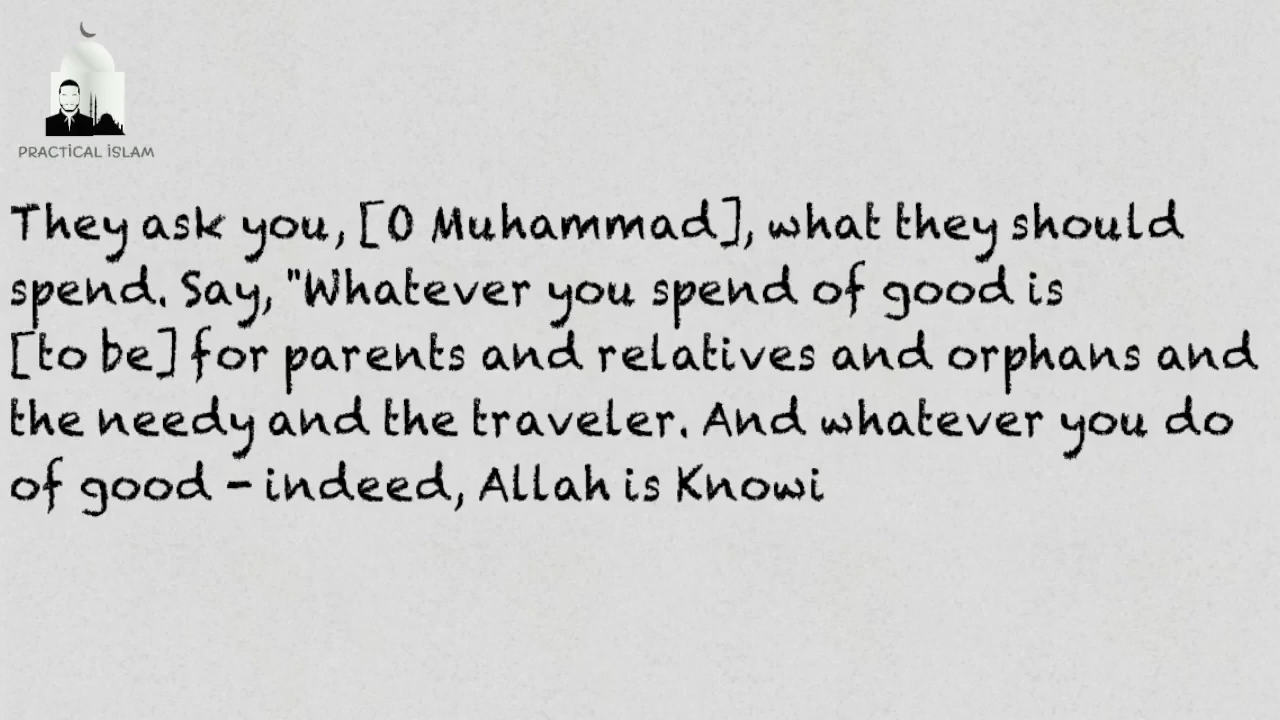 PRACTICAL ISLAM
They ask you, [O Muhammad], what they should
spend. Say, "Whatever you spend of good is
[to be] for parents and relatives and orphans and
the needy and the traveler. And whatever you do
of good - indeed, Allah is Knowi